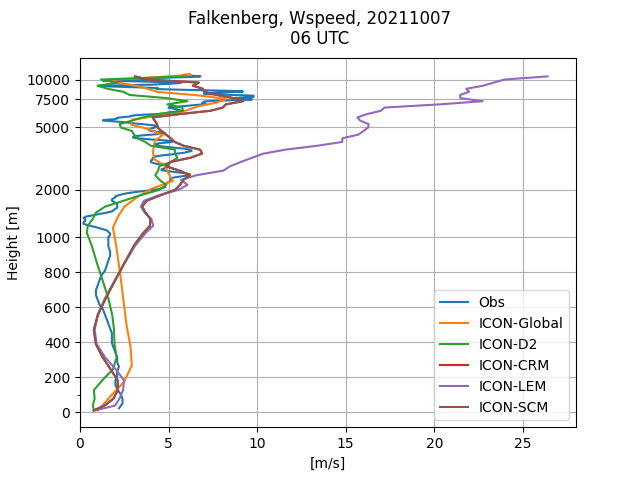 Falkenberg, Wspeed, 20211007
06 UTC
10000
7500
5000
2000
1000
800
600
400
200
0
Height [m]
0 5 10 15 20 25
[m/s]
Obs
ICON-Global
ICON-D2
ICON-CRM
ICON-LEM
ICON-SCM